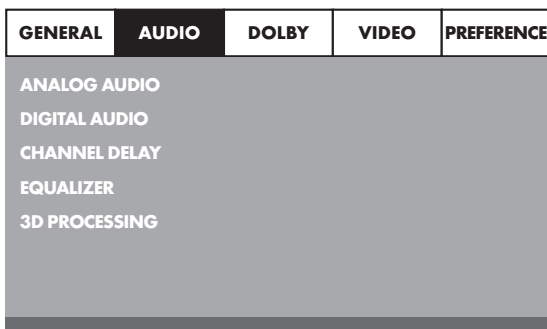 GENERAL AUDIO DOLBY VIDEO PREFERENCE
ANALOG AUDIO
DIGITAL AUDIO
CHANNEL DELAY
EQUALIZER
3D PROCESSING